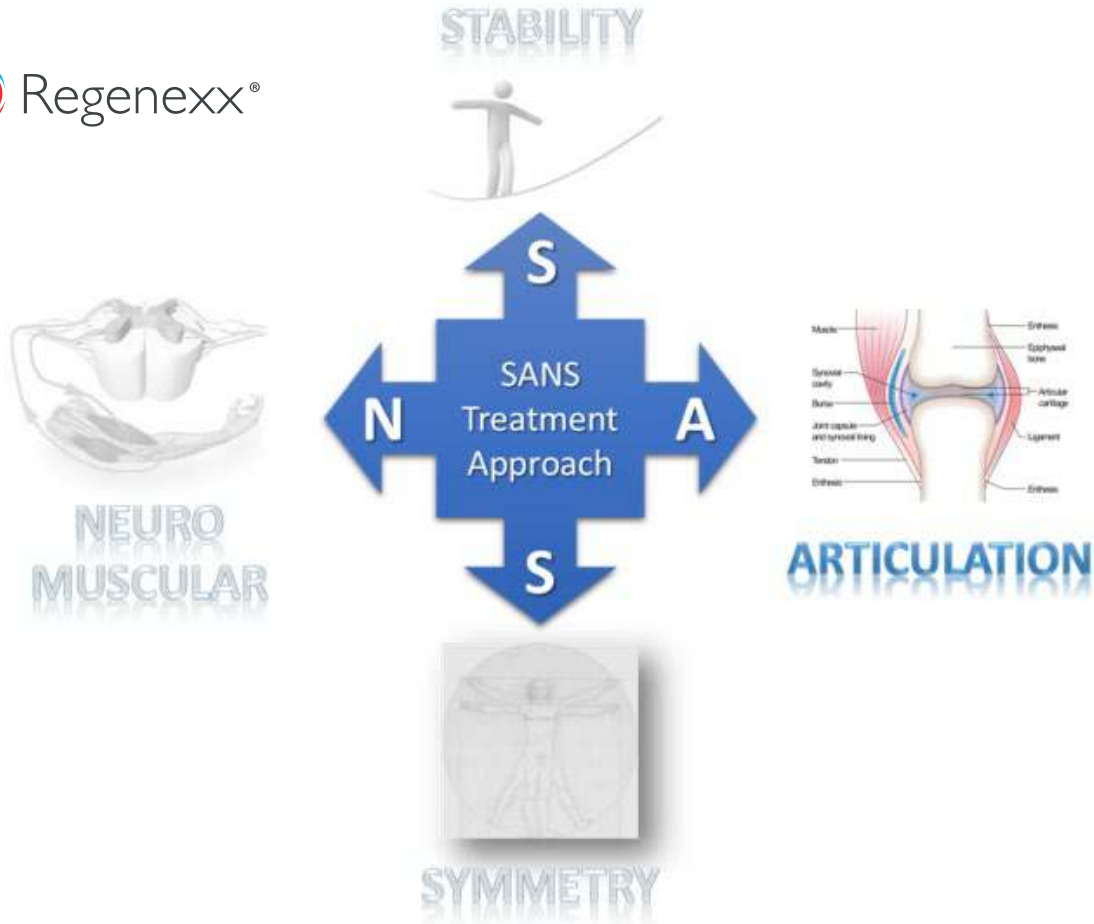 STABILITY
Regenexx®
S
N
SANS
Treatment
Approach
A
Muscle
Synovial
cavity
Bursa
Joint capsule
and synovial lining
Tendon
Enthesis
Enthesis
Epiphyseal
bone
Articular
cartilage
Ligament
Enthesis
NEURO
MUSCULAR
ARTICULATION
S
SYMMETRY